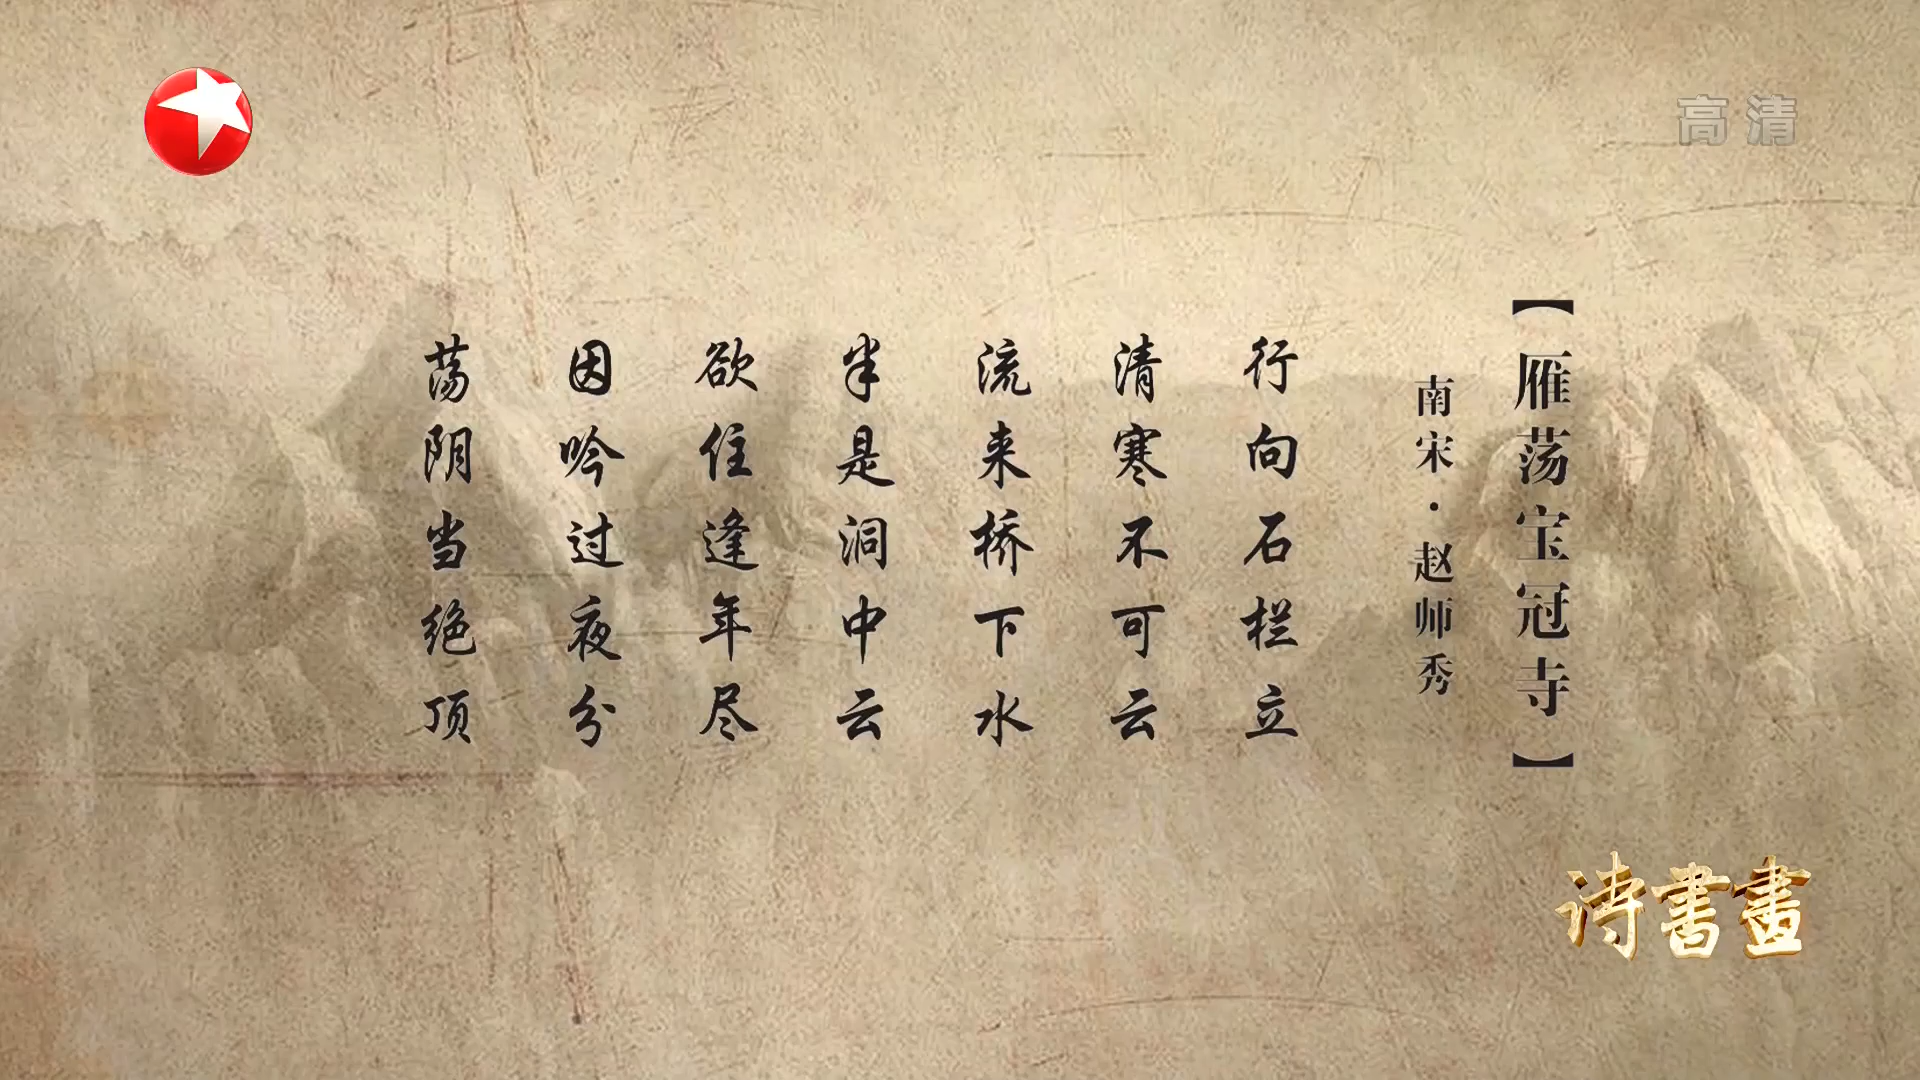 高清
【雁荡宝冠寺】
南宋·赵师秀
行向石栏立
清寒不可云
流来桥下水
半是洞中云
欲住逢年尽
因吟过夜分
荡阴当绝顶
诗書畫